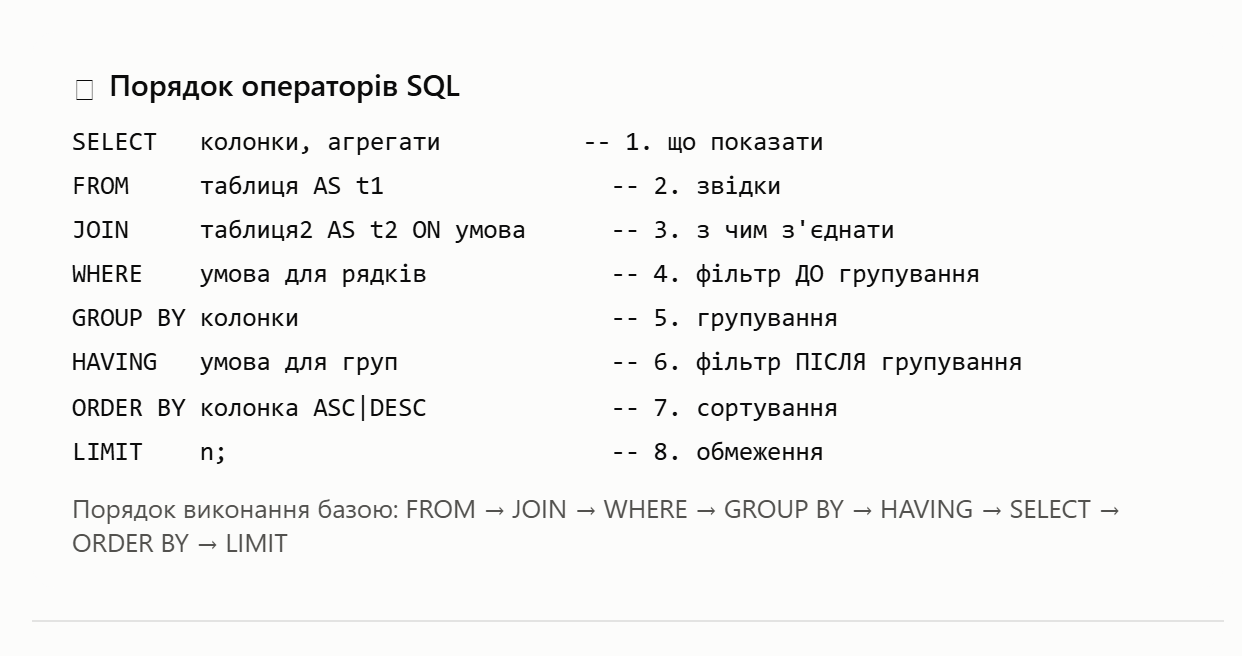 Порядок операторів SQL
SELECT   колонки, агрегати          -- 1. що показати
FROM     таблиця AS t1                -- 2. звідки
JOIN     таблиця2 AS t2 ON умова      -- 3. з чим з'єднати
WHERE    умова для рядків             -- 4. фільтр ДО групування
GROUP BY колонки                      -- 5. групування
HAVING   умова для груп               -- 6. фільтр ПІСЛЯ групування
ORDER BY колонка ASC|DESC             -- 7. сортування
LIMIT    n;                           -- 8. обмеження
Порядок виконання базою: FROM → JOIN → WHERE → GROUP BY → HAVING → SELECT →
ORDER BY → LIMIT